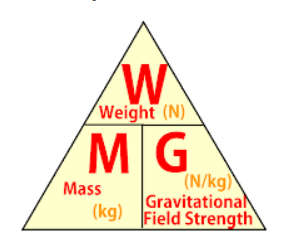 W
Weight (N)
M
Mass
(kg)
G
(N/kg)
Gravitational
Field Strength